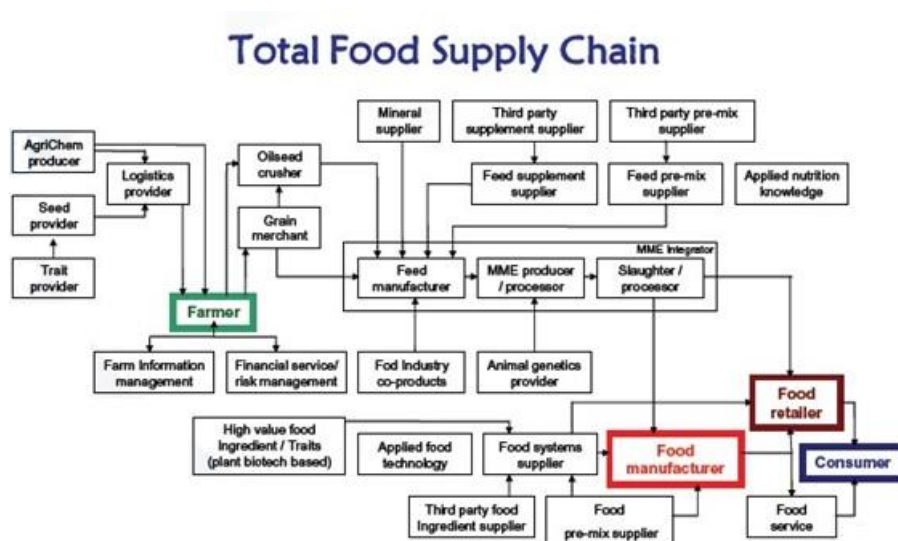 Total Food Supply Chain
Mineral
supplier
Third party
supplement supplier
Third party pre-mix
supplier
AgriChem
producer
Logistics
provider
Oilseed
crusher
Feed supplement
supplier
Feed pre-mix
supplier
Applied nutrition
knowledge
Seed
provider
Grain
merchant
MME Integrator
Trait
provider
Feed
manufacturer
MME producer
/ processor
Slaughter /
processor
Farmer
Farm Information
management
Financial service/
risk management
Fod Industry
co-products
Animal genetics
provider
Food
retailer
High value food
Ingredient / Traits
(plant biotech based)
Applied food
technology
Food systems
supplier
Food
manufacturer
Consumer
Third party food
Ingredient supplier
Food
pre-mix supplier
Food
service